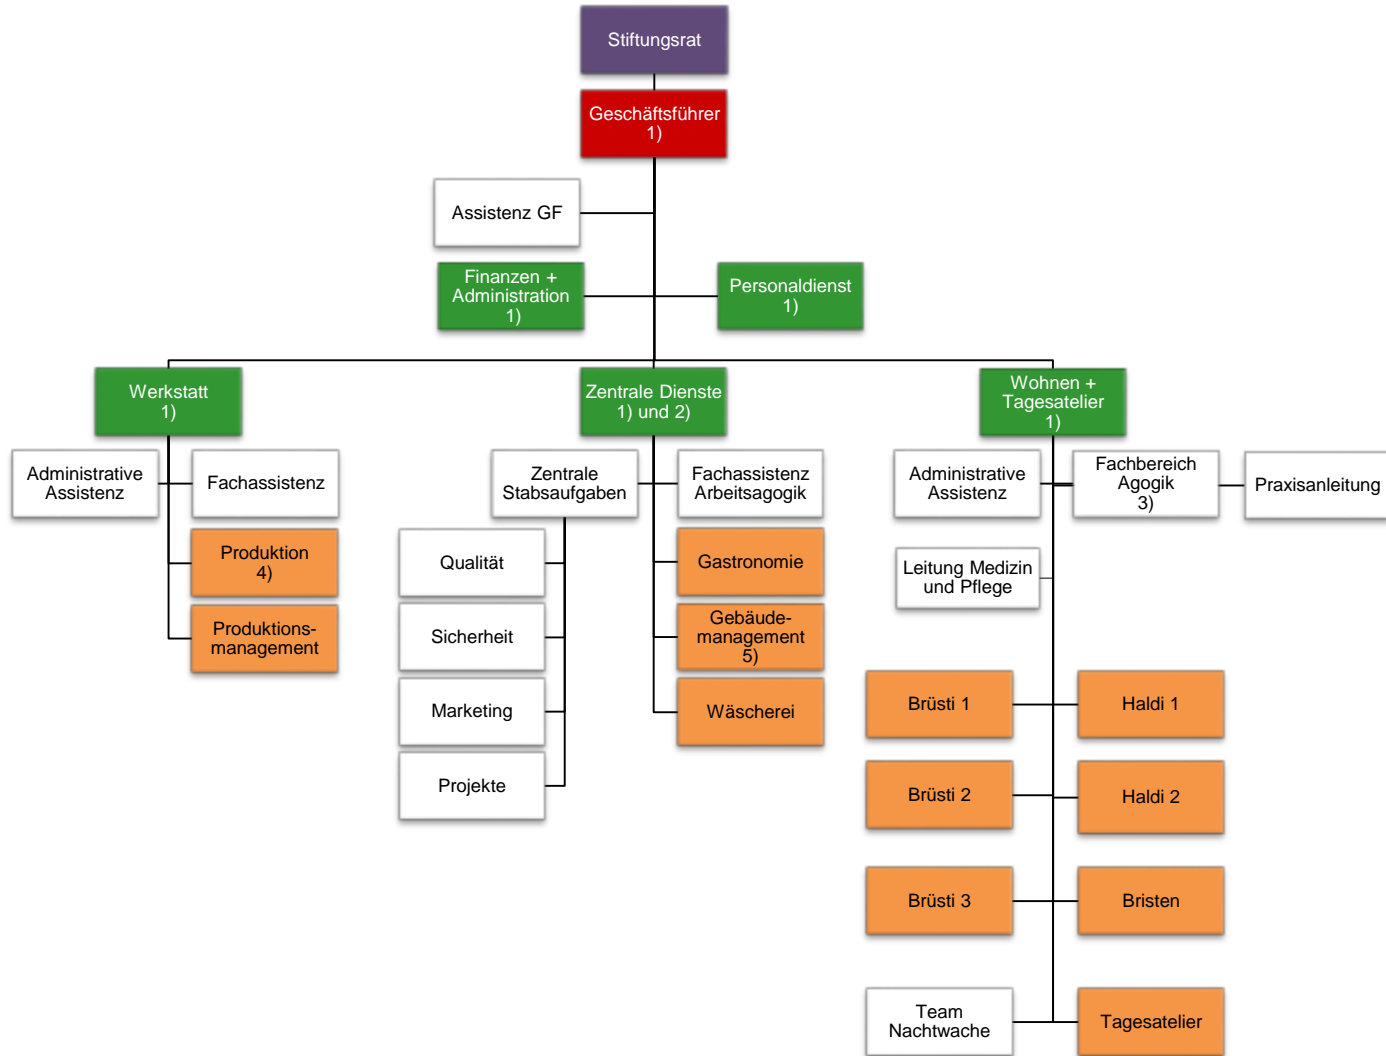 Stiftungsrat
Geschäftsführer
1)
Assistenz GF
Finanzen +
Administration
1)
Personaldienst
1)
Werkstatt
1)
Zentrale Dienste
1) und 2)
Wohnen +
Tagesatelier
1)
Administrative
Assistenz
Fachassistenz
Zentrale
Stabsaufgaben
Fachassistenz
Arbeitsagogik
Administrative
Assistenz
Fachbereich
Agogik
3)
Praxisanleitung
Produktion
4)
Qualität
Gastronomie
Leitung Medizin
und Pflege
Produktions-
management
Sicherheit
Gebäude-
management
5)
Marketing
Wäscherei
Brüsti 1
Haldi 1
Projekte
Brüsti 2
Haldi 2
Brüsti 3
Bristen
Team
Nachtwache
Tagesatelier